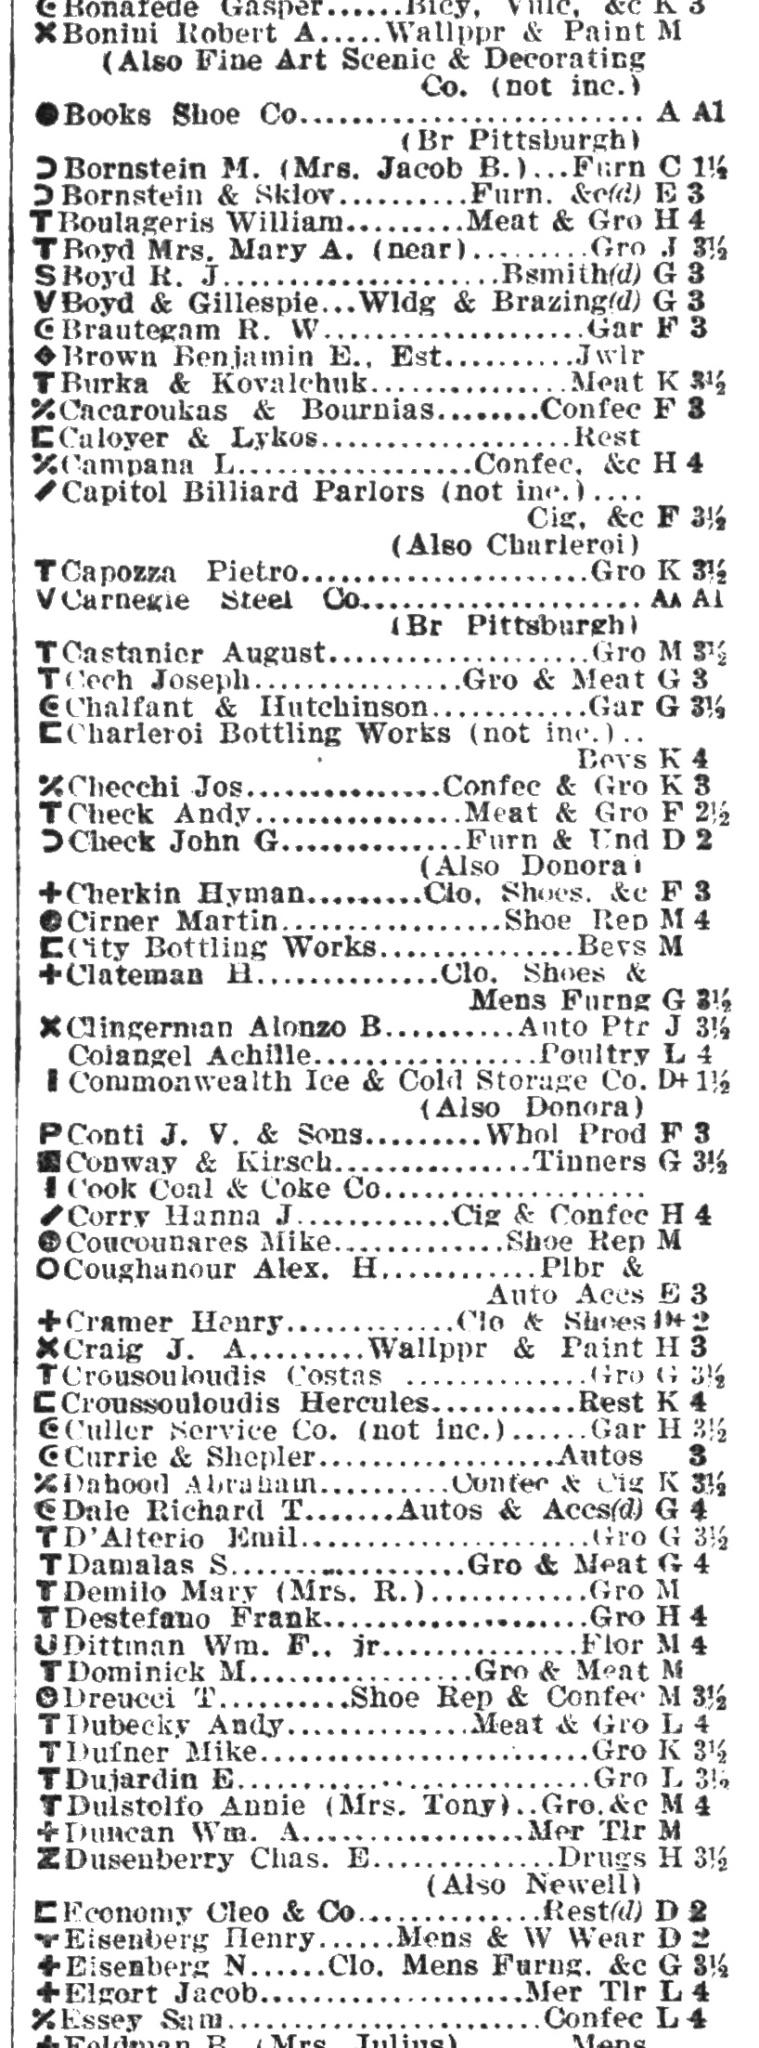 Bonafede Gasper......Bicy, Vulc, &c K 3
Bonini Robert A.....Wallppr & Paint M
(Also Fine Art Scenic & Decorating
Co. (not inc.)
Books Shoe Co......................... A A1
(Br Pittsburgh)
Bornstein M. (Mrs. Jacob B.)...Furn C 1½
Bornstein & Sklov..........Furn. &c(d) E 3
T Boulageris William.........Meat & Gro H 4
T Boyd Mrs. Mary A. (near).........Gro J 3½
S Boyd R. J.....................Bsmith(d) G 3
V Boyd & Gillespie...Wldg & Brazing(d) G 3
Brautegam R. W....................Gar F 3
Brown Benjamin E., Est..........Jwlr
T Burka & Kovalchuk...............Meat K 3½
Cacaroukas & Bournias........Confec F 3
Caloyer & Lykos...................Rest
Campana L..................Confec, &c H 4
Capitol Billiard Parlors (not inc.)....
Cig, &c F 3½
(Also Charleroi)
T Capozza Pietro......................Gro K 3½
V Carnegie Steel Co..................... AA A1
(Br Pittsburgh)
T Castanier August....................Gro M 3½
T Cech Joseph................Gro & Meat G 3
Chalfant & Hutchinson............Gar G 3½
Charleroi Bottling Works (not inc.)..
Bevs K 4
Checchi Jos................Confec & Gro K 3
T Check Andy................Meat & Gro F 2½
Check John G..............Furn & Und D 2
(Also Donora)
Cherkin Hyman.........Clo, Shoes, &c F 3
Cirner Martin.................Shoe Rep M 4
City Bottling Works...............Bevs M
Clateman H..............Clo, Shoes &
Mens Furng G 3½
Clingerman Alonzo B..........Auto Ptr J 3½
Colangel Achille.................Poultry L 4
Commonwealth Ice & Cold Storage Co. D+ 1½
(Also Donora)
P Conti J. V. & Sons.........Whol Prod F 3
Conway & Kirsch...............Tinners G 3½
Cook Coal & Coke Co....................
Corry Hanna J............Cig & Confec H 4
Coucounares Mike.............Shoe Rep M
O Coughanour Alex. H............Plbr &
Auto Accs E 3
Cramer Henry.............Clo & Shoes D+ 2
Craig J. A.........Wallppr & Paint H 3
T Crousouloudis Costas ..............Gro G 3½
Croussouloudis Hercules...........Rest K 4
Culler Service Co. (not inc.)......Gar H 3½
Currie & Shepler..................Autos 3
Dahood Abraham..........Confec & Cig K 3½
Dale Richard T.......Autos & Accs(d) G 4
T D'Alterio Emil......................Gro G 3½
T Damalas S..................Gro & Meat G 4
T Demilo Mary (Mrs. R.)............Gro M
T Destefano Frank....................Gro H 4
U Dittman Wm. F., jr...............Flor M 4
T Dominick M.................Gro & Meat M
Dreucci T..........Shoe Rep & Confec M 3½
T Dubecky Andy..............Meat & Gro L 4
T Dufner Mike.........................Gro K 3½
T Dujardin E...........................Gro L 3½
T Dulstolfo Annie (Mrs. Tony)..Gro,&c M 4
Duncan Wm. A.................Mer Tlr M
Z Dusenberry Chas. E..............Drugs H 3½
(Also Newell)
Economy Cleo & Co..............Rest(d) D 2
Eisenberg Henry......Mens & W Wear D 2
Eisenberg N......Clo, Mens Furng, &c G 3½
Elgort Jacob....................Mer Tlr L 4
Essey Sam........................Confec L 4
Feldman B. (Mrs. Julius)........Mens